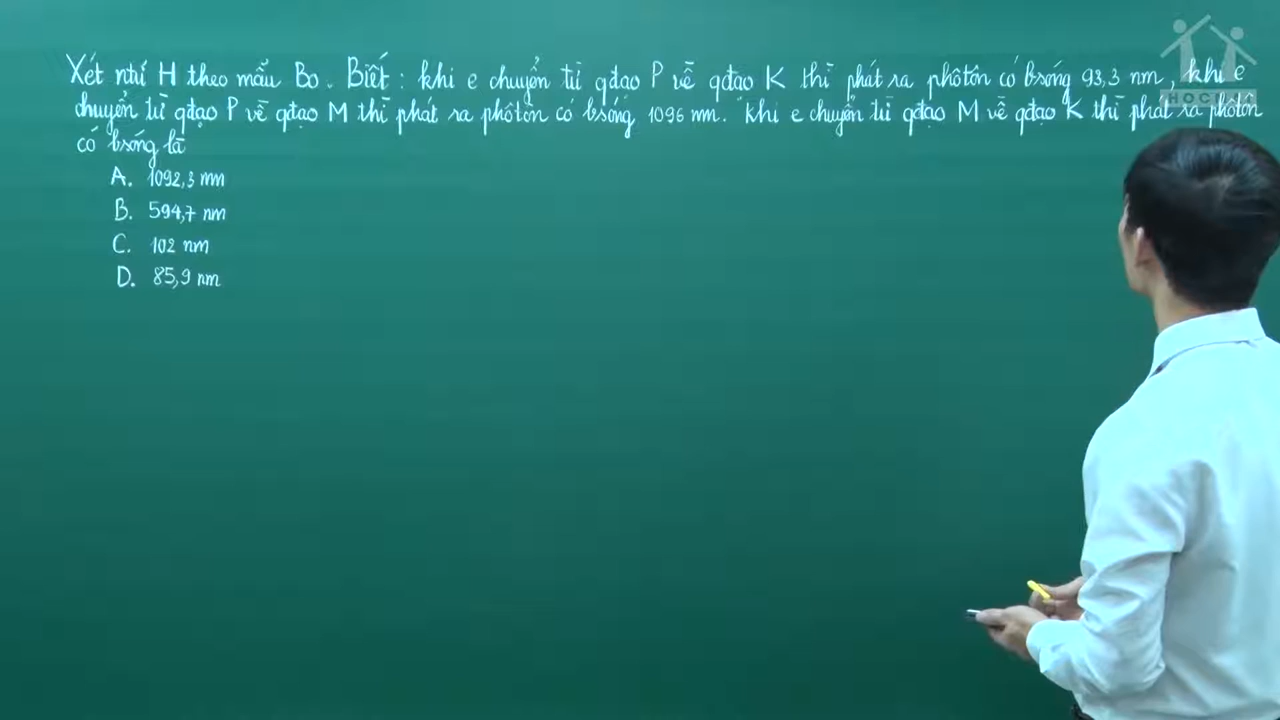 Xét ntử H theo mẫu Bo. Biết: khi e chuyển từ qđạo P về qđạo K thì phát ra phôtôn có bsóng 93,3 nm, khi e
chuyển từ qđạo P về qđạo M thì phát ra phôtôn có bsóng 1096 nm. Khi e chuyển từ qđạo M về qđạo K thì phát ra phôtôn
có bsóng là
A. 1092,3 nm
B. 594,7 nm
C. 102 nm
D. 85,9 nm